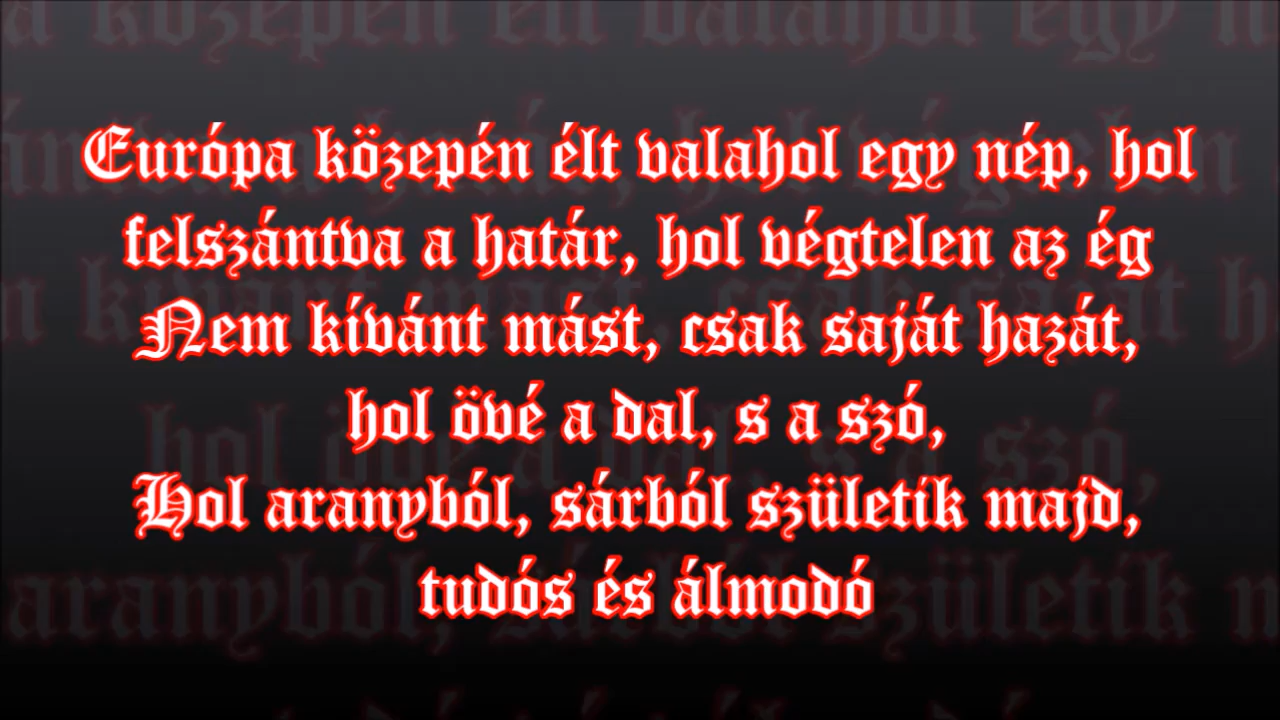 Európa közepén élt valahol egy nép, hol
felszántva a határ, hol végtelen az ég
Nem kívánt mást, csak saját hazát,
hol övé a dal, s a szó,
Hol aranyból, sárból születik majd,
tudós és álmodó